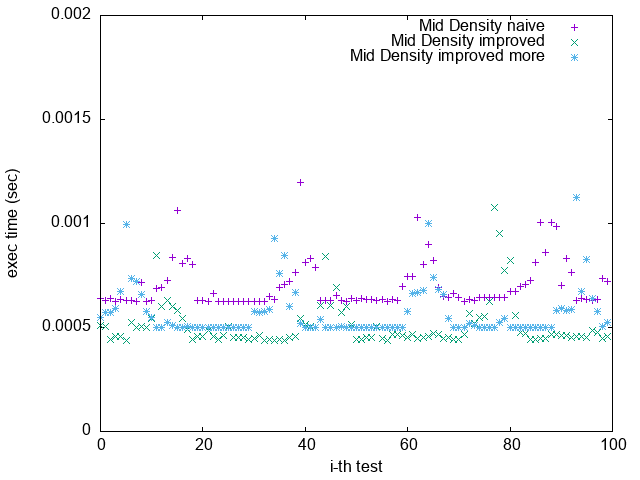 0.002
Mid Density naive
Mid Density improved
Mid Density improved more
0.0015
0.001
0.0005
0
exec time (sec)
0 20 40 60 80 100
i-th test